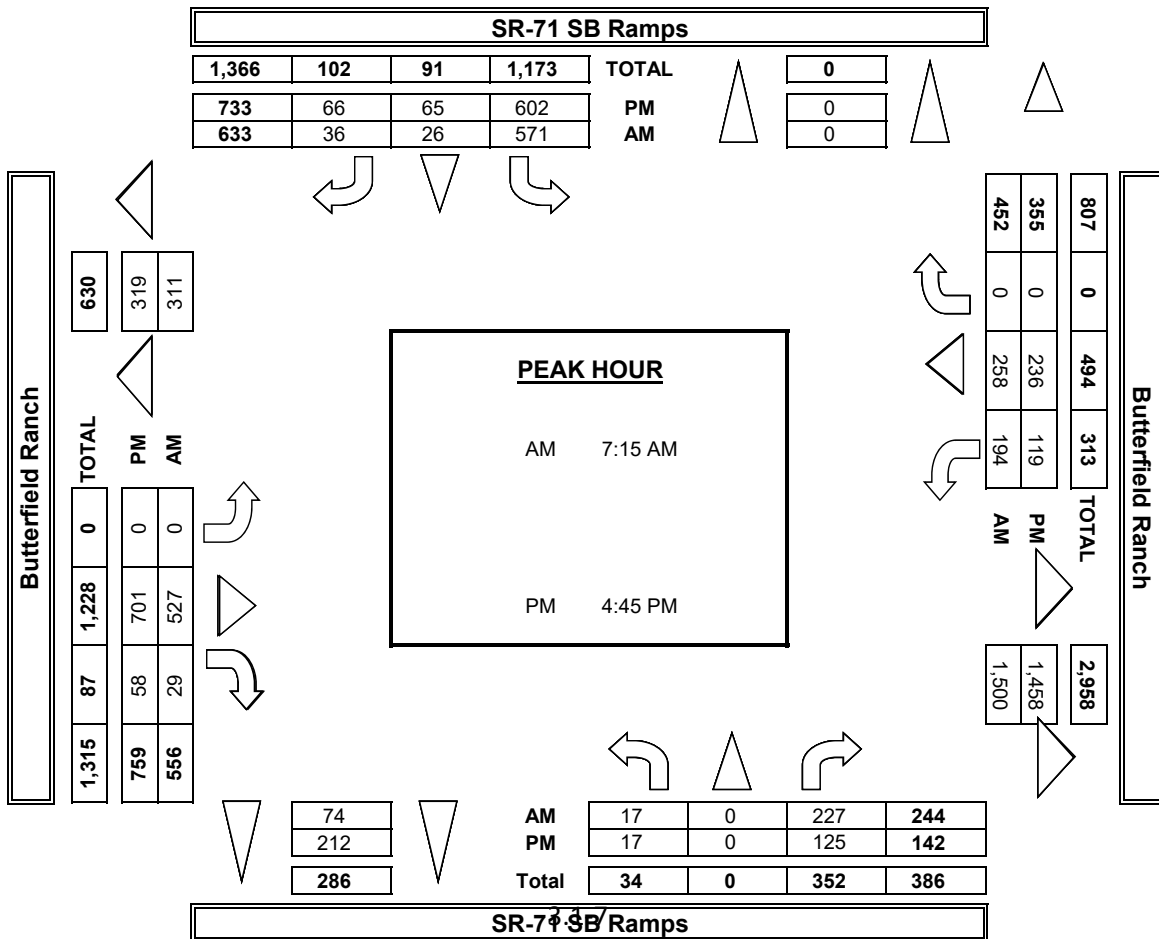 SR-71 SB Ramps
1,366 102 91 1,173 TOTAL 0
733 66 65 602 PM 0
633 36 26 571 AM 0
Butterfield Ranch
630
319
311
TOTAL
PM
AM
0 1,228 87 1,315
0 701 58 759
0 527 29 556
PEAK HOUR
AM 7:15 AM
PM 4:45 PM
807 0 494 313 TOTAL
355 0 236 119 PM
452 0 258 194 AM
2,958
1,458
1,500
Butterfield Ranch
74 AM 17 0 227 244
212 PM 17 0 125 142
286 Total 34 0 352 386
SR-71 SB Ramps